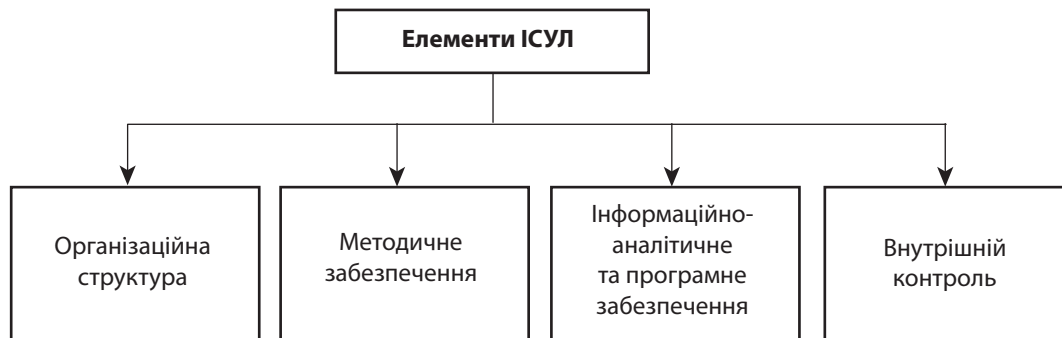 Елементи ІСУЛ
Організаційна
структура
Методичне
забезпечення
Інформаційно-
аналітичне
та програмне
забезпечення
Внутрішній
контроль